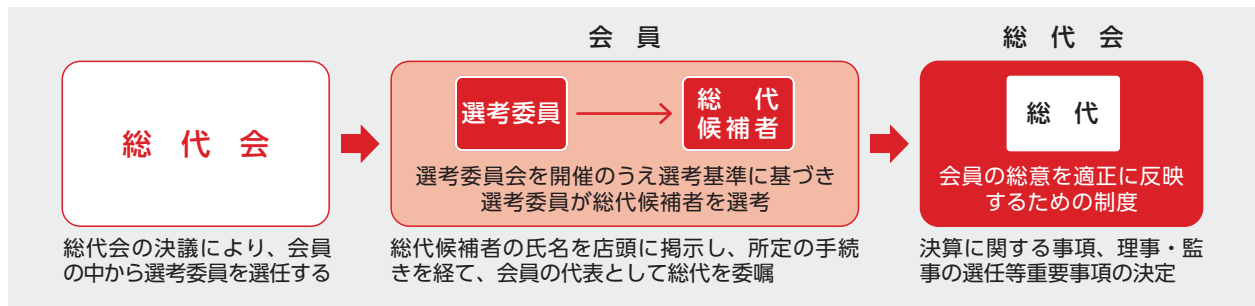 総代会
総代会の決議により、会員
の中から選考委員を選任する
会員
選考委員
総代
候補者
選考委員会を開催のうえ選考基準に基づき
選考委員が総代候補者を選考
総代候補者の氏名を店頭に掲示し、所定の手続
きを経て、会員の代表として総代を委嘱
総代会
総代
会員の総意を適正に反映
するための制度
決算に関する事項、理事・監
事の選任等重要事項の決定